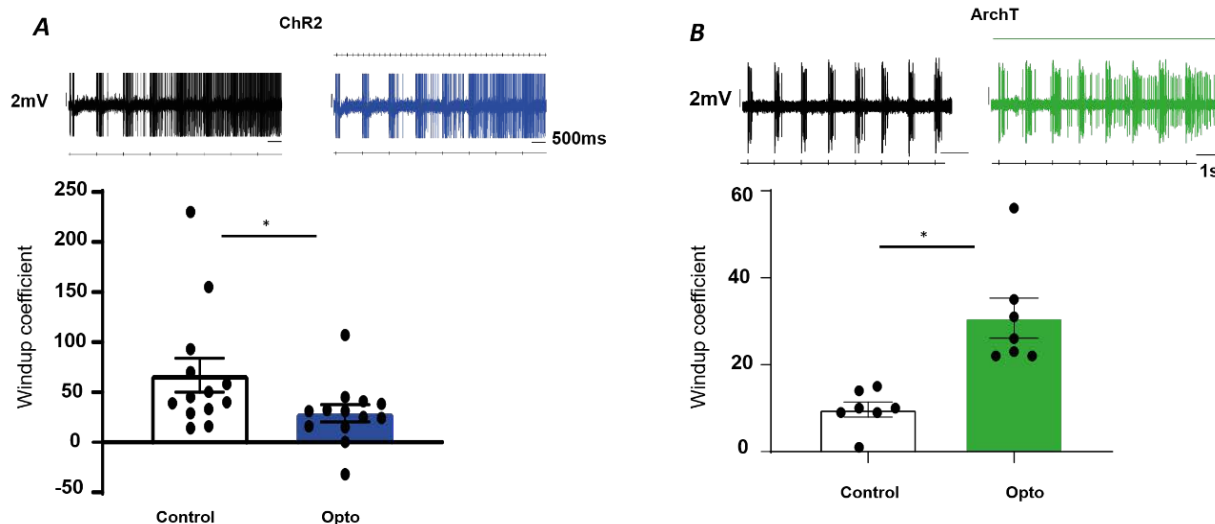 A
ChR2
2mV
500ms
Windup coefficient
250
200
150
100
50
0
-50
*
Control
Opto
B
ArchT
2mV
1s
Windup coefficient
60
40
20
0
*
Control
Opto